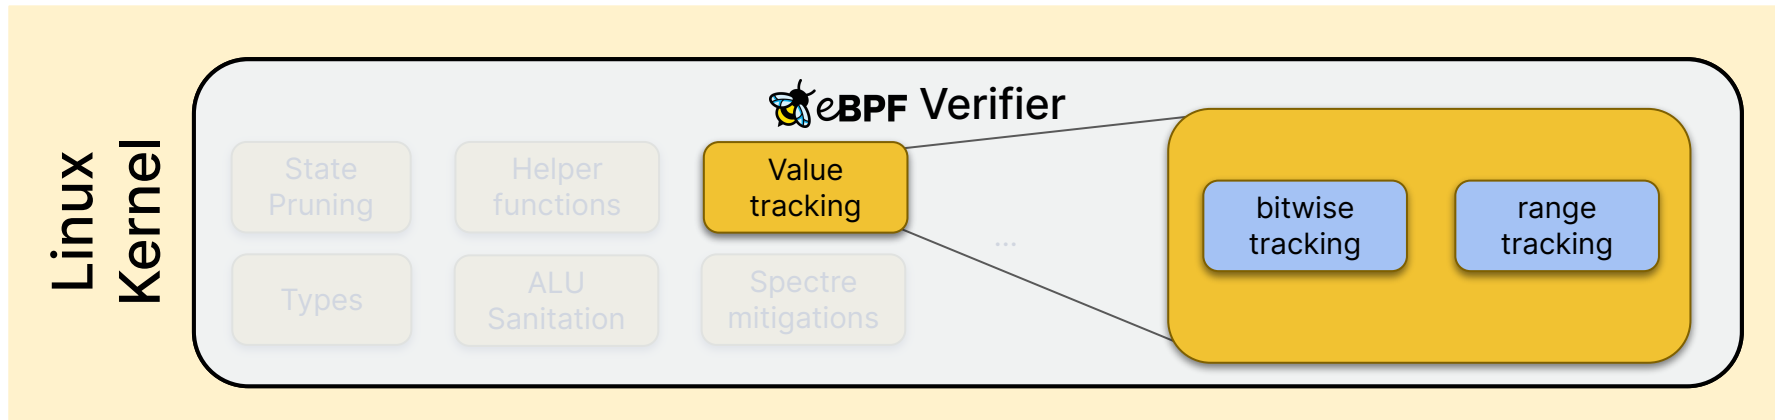 Linux
Kernel
eBPF Verifier
State
Pruning
Helper
functions
Value
tracking
Types
ALU
Sanitation
Spectre
mitigations
...
bitwise
tracking
range
tracking